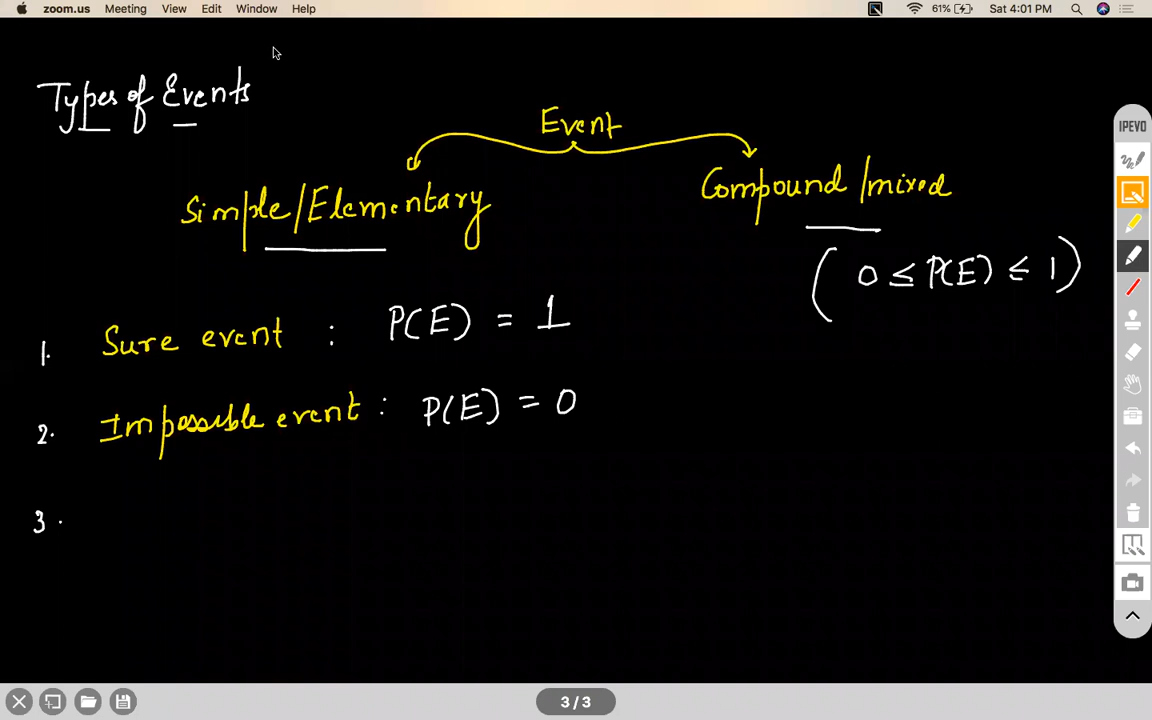 zoom.us Meeting View Edit Window Help 61% Sat 4:01 PM
Types of Events
Event
Simple/Elementary
Compound/mixed
(0 ≤ P(E) ≤ 1)
1. Sure event : P(E) = 1
2. Impossible event : P(E) = 0
3.
IPEVO
3 / 3